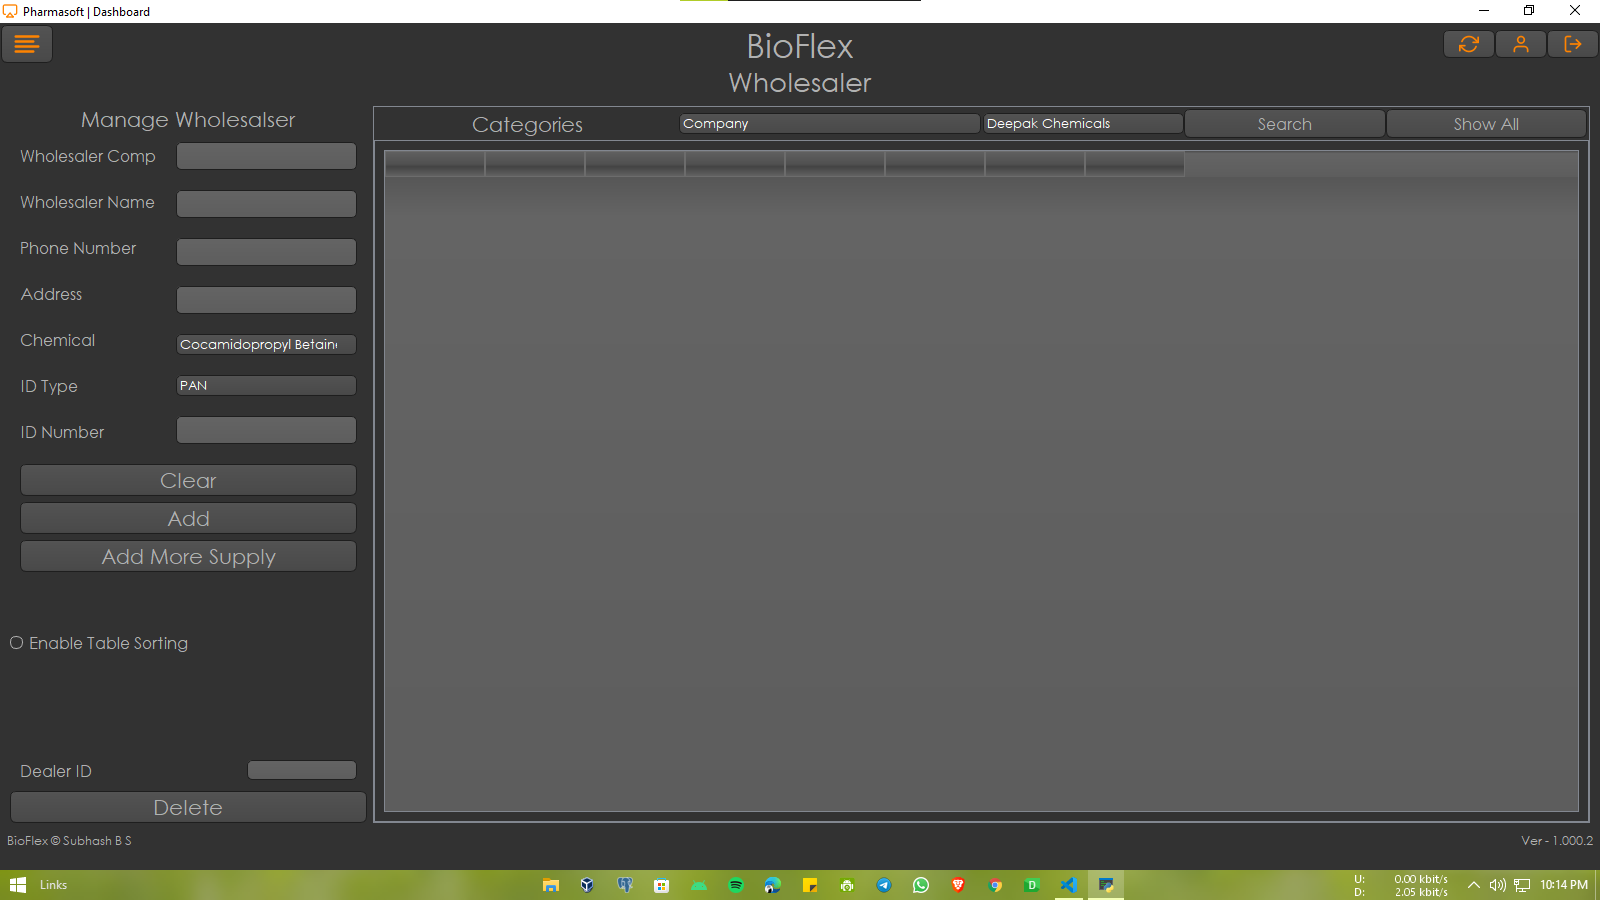 Pharmasoft | Dashboard
BioFlex
Wholesaler
Manage Wholesalser
Wholesaler Comp
Wholesaler Name
Phone Number
Address
Chemical
Cocamidopropyl Betain
ID Type
PAN
ID Number
Clear
Add
Add More Supply
Enable Table Sorting
Dealer ID
Delete
Categories
Company
Deepak Chemicals
Search
Show All
BioFlex © Subhash B S
Ver - 1.000.2
Links
D
U: 0.00 kbit/s
D: 2.05 kbit/s
10:14 PM